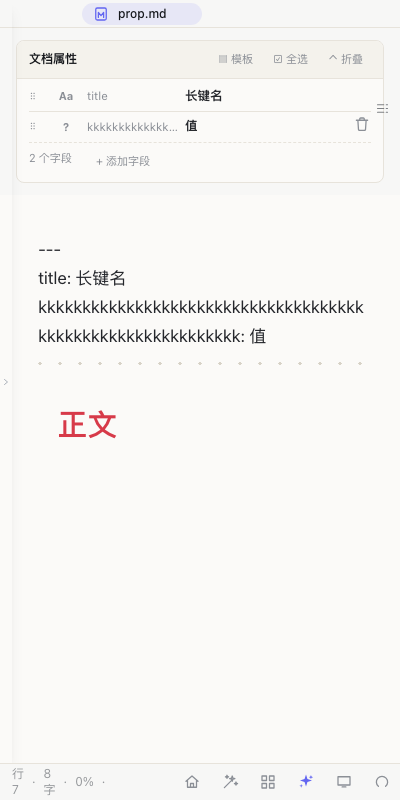 prop.md
文档属性
模板
全选
折叠
Aa title 长键名
? kkkkkkkkkkkkk... 值
2 个字段
+ 添加字段
---
title: 长键名
kkkkkkkkkkkkkkkkkkkkkkkkkkkkkkkkkkkkk
kkkkkkkkkkkkkkkkkkkkkkk: 值
正文
行 7 · 8 字 · 0% ·